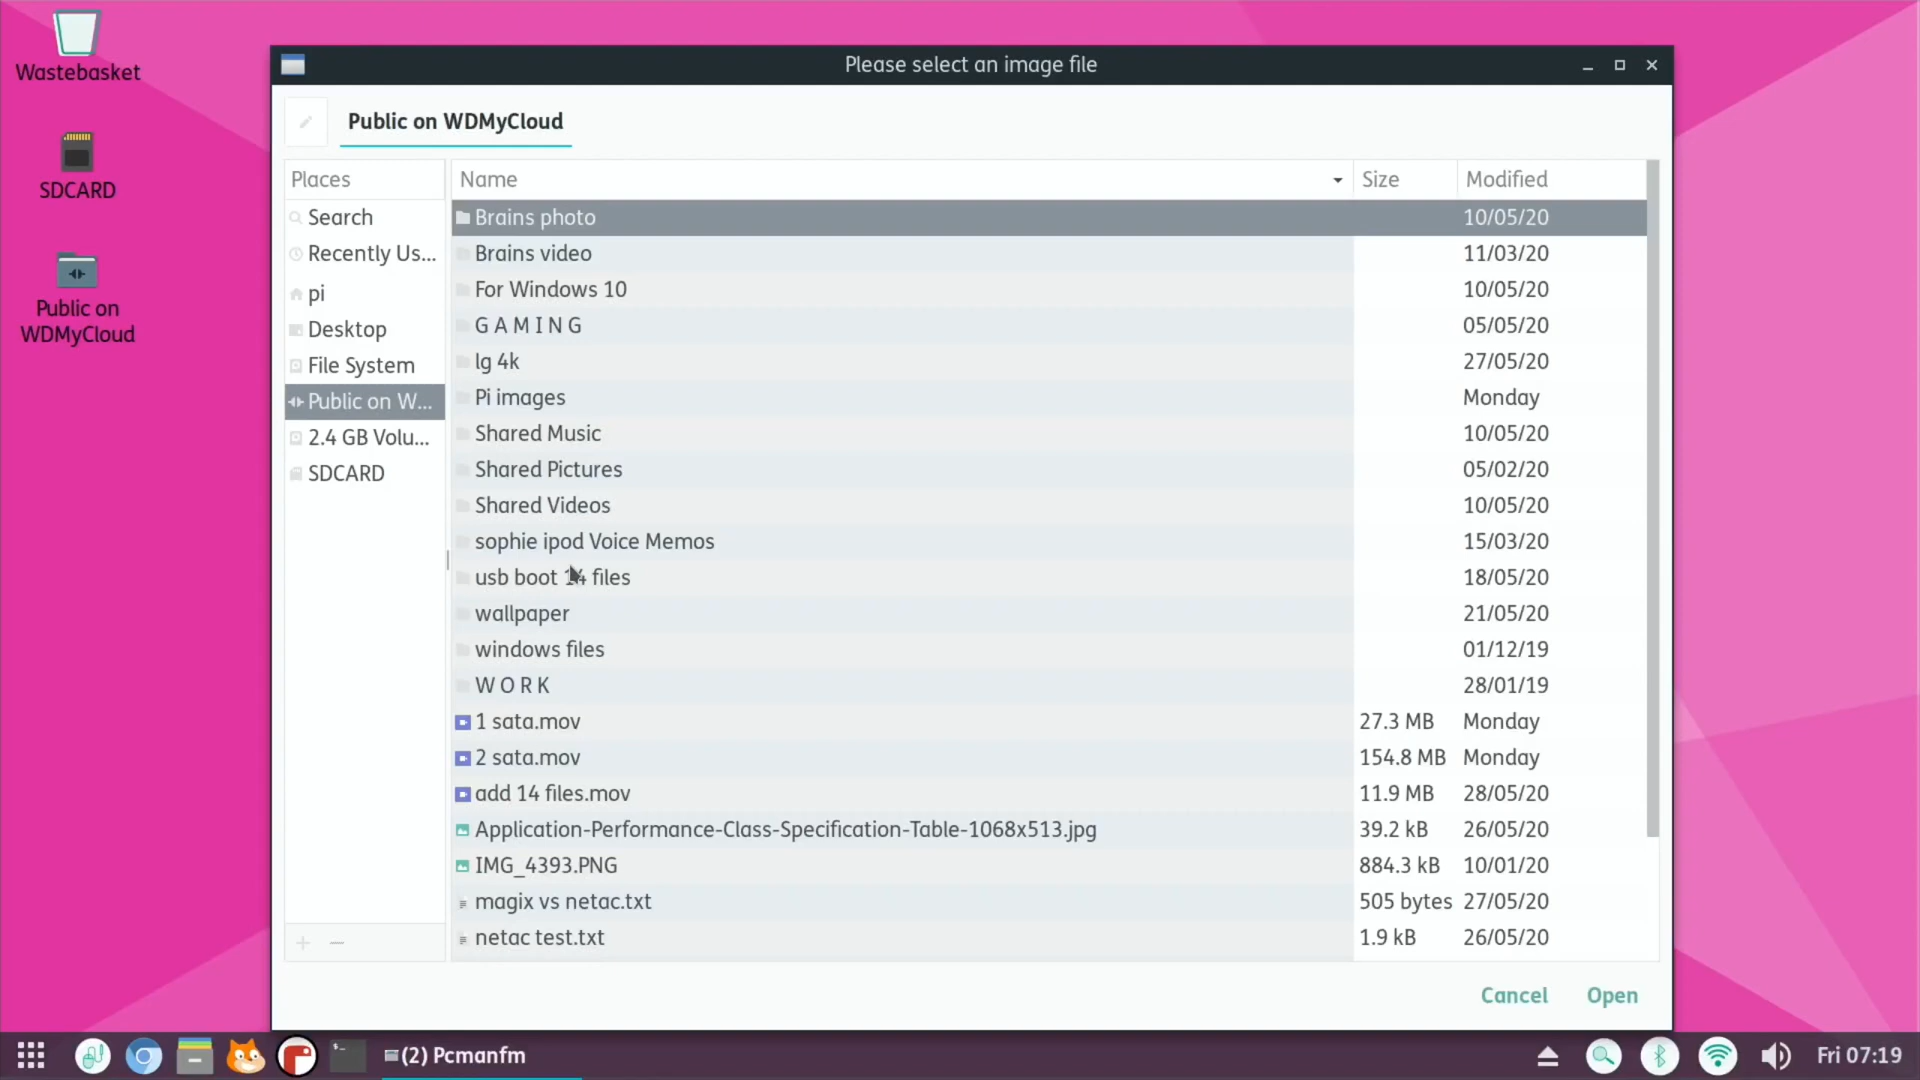 Wastebasket
SDCARD
Public on
WDMyCloud
Please select an image file
Public on WDMyCloud
Places
Search
Recently Us...
pi
Desktop
File System
Public on W...
2.4 GB Volu...
SDCARD
Name Size Modified
Brains photo 10/05/20
Brains video 11/03/20
For Windows 10 10/05/20
G A M I N G 05/05/20
lg 4k 27/05/20
Pi images Monday
Shared Music 10/05/20
Shared Pictures 05/02/20
Shared Videos 10/05/20
sophie ipod Voice Memos 15/03/20
usb boot 14 files 18/05/20
wallpaper 21/05/20
windows files 01/12/19
W O R K 28/01/19
1 sata.mov 27.3 MB Monday
2 sata.mov 154.8 MB Monday
add 14 files.mov 11.9 MB 28/05/20
Application-Performance-Class-Specification-Table-1068x513.jpg 39.2 kB 26/05/20
IMG_4393.PNG 884.3 kB 10/01/20
magix vs netac.txt 505 bytes 27/05/20
netac test.txt 1.9 kB 26/05/20
Cancel Open
(2) Pcmanfm
Fri 07:19